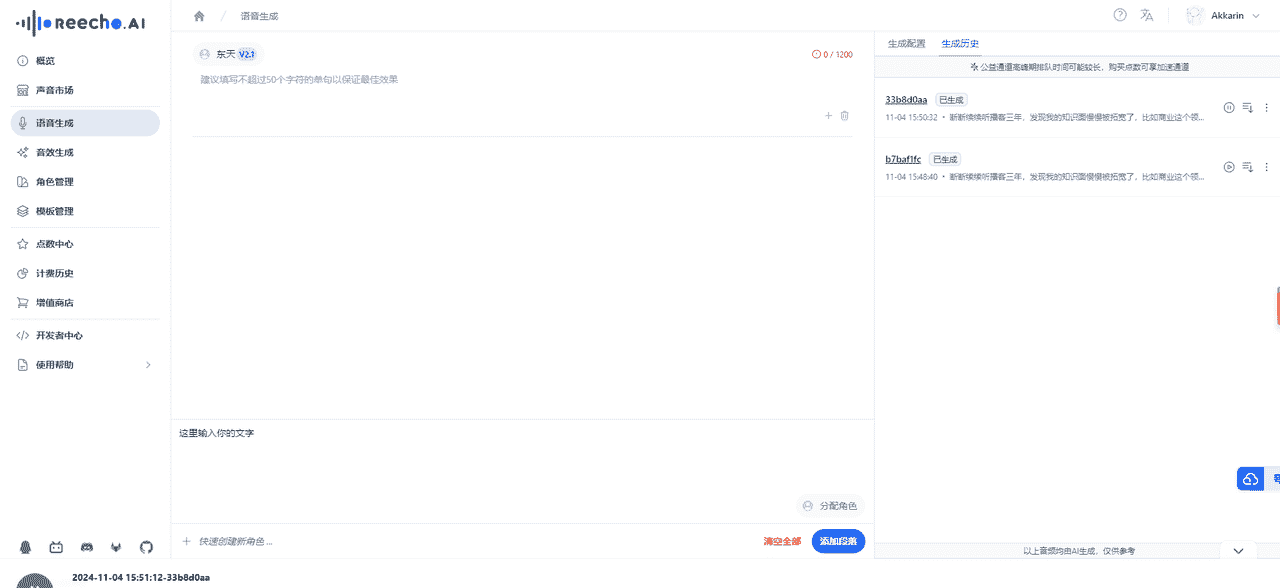 Reecho.AI
概览
声音市场
语音生成
音效生成
角色管理
模板管理
点数中心
计费历史
增值商店
开发者中心
使用帮助
语音生成
Akkarin
东天 V2.1
0 / 1200
建议填写不超过50个字符的单句以保证最佳效果
这里输入你的文字
分配角色
快速创建新角色...
清空全部
添加段落
生成配置 生成历史
公益通道高峰期排队时间可能较长，购买点数可享加速通道
33b8d0aa 已生成
11-04 15:50:32 • 断断续续听播客三年，发现我的知识面慢慢被拓宽了，比如商业这个领...
b7baf1fc 已生成
11-04 15:48:40 • 断断续续听播客三年，发现我的知识面慢慢被拓宽了，比如商业这个领...
以上音频均由AI生成，仅供参考
2024-11-04 15:51:12-33b8d0aa